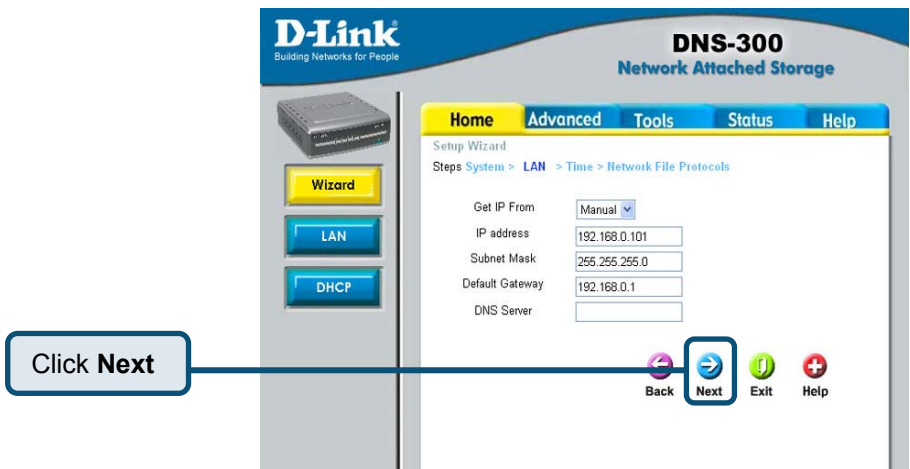 D-Link
Building Networks for People
DNS-300
Network Attached Storage
Home Advanced Tools Status Help
Setup Wizard
Steps System > LAN > Time > Network File Protocols
Wizard
LAN
DHCP
Get IP From Manual
IP address 192.168.0.101
Subnet Mask 255.255.255.0
Default Gateway 192.168.0.1
DNS Server
Click Next
Back Next Exit Help